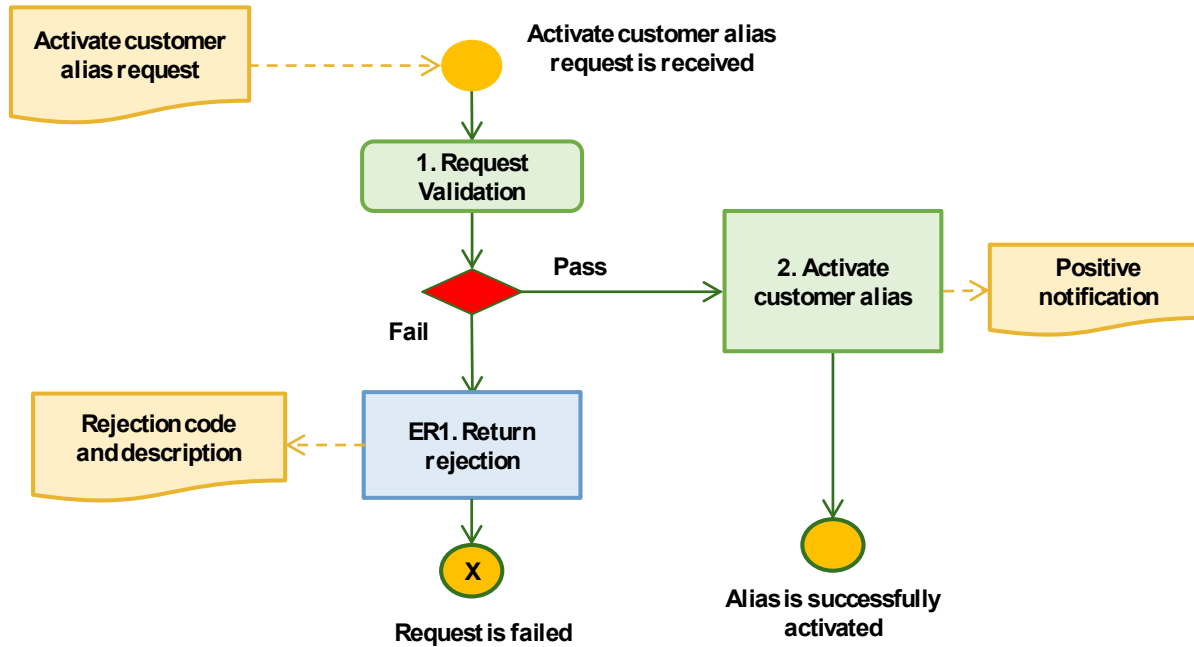 Activate customer
alias request
Activate customer alias
request is received
1. Request
Validation
Pass
2. Activate
customer alias
Positive
notification
Fail
Rejection code
and description
ER1. Return
rejection
X
Request is failed
Alias is successfully
activated